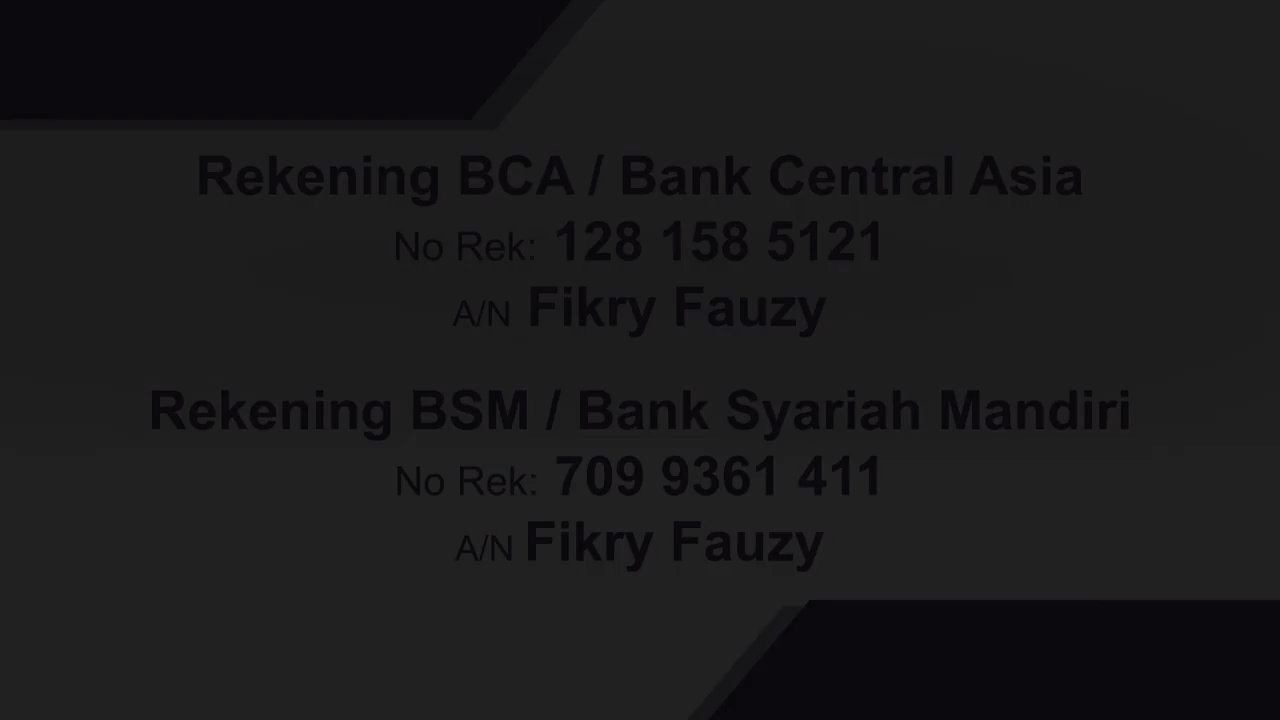 Rekening BCA / Bank Central Asia
No Rek: 128 158 5121
A/N Fikry Fauzy
Rekening BSM / Bank Syariah Mandiri
No Rek: 709 9361 411
A/N Fikry Fauzy